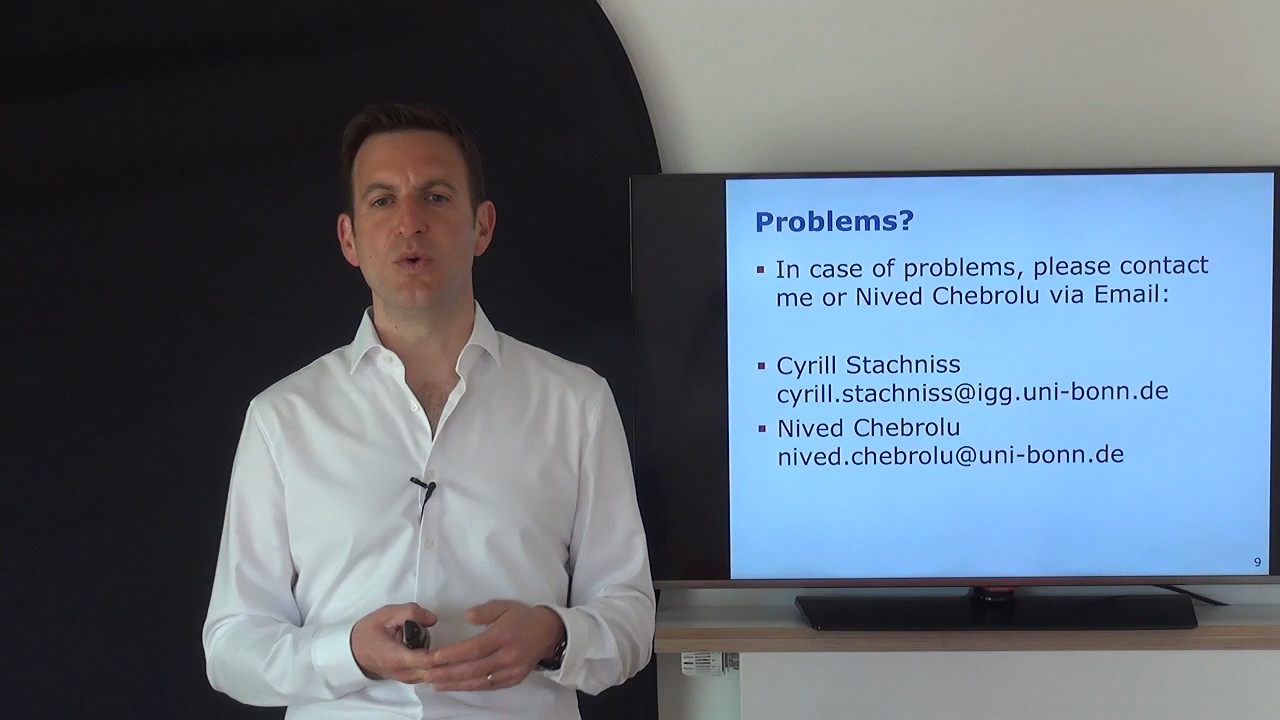 Problems?
▪ In case of problems, please contact
me or Nived Chebrolu via Email:
▪ Cyrill Stachniss
cyrill.stachniss@igg.uni-bonn.de
▪ Nived Chebrolu
nived.chebrolu@uni-bonn.de
9